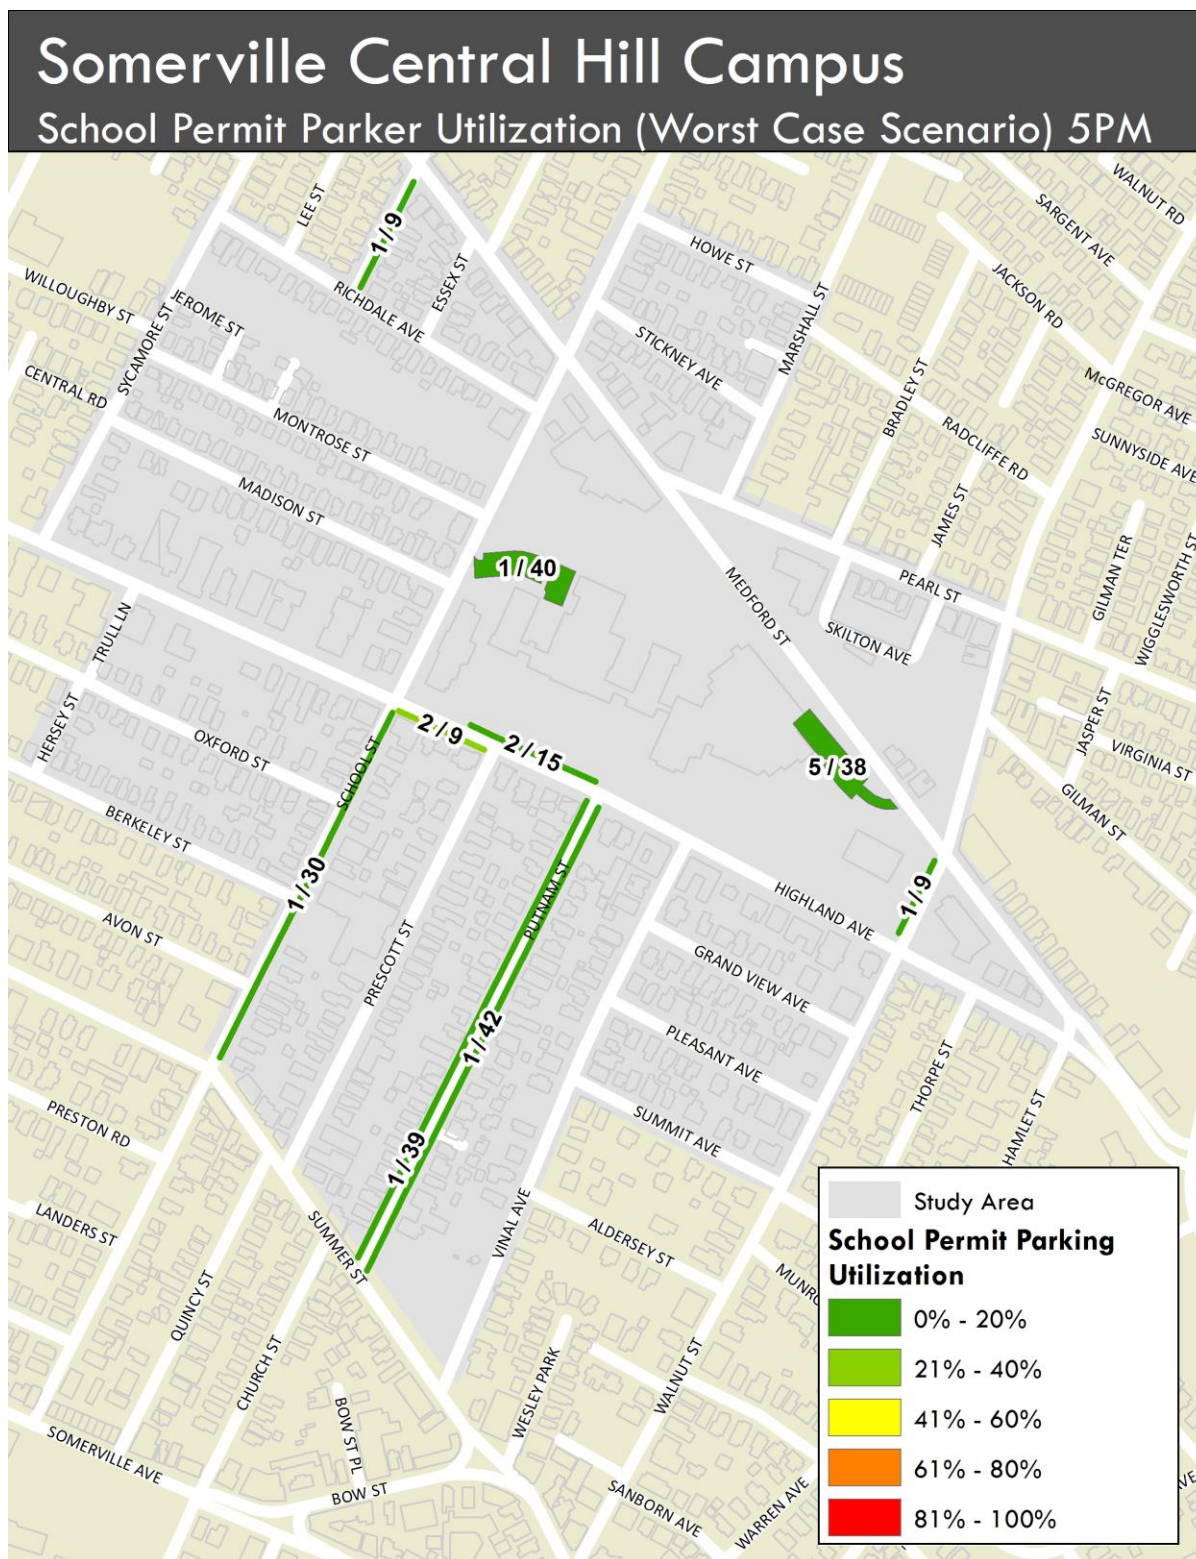 Somerville Central Hill Campus
School Permit Parker Utilization (Worst Case Scenario) 5PM
WALNUT RD
LEE ST
SARGENT AVE
1 / 9
HOWE ST
ESSEX ST
JACKSON RD
WILLOUGHBY ST
JEROME ST
RICHDALE AVE
MARSHALL ST
SYCAMORE ST
STICKNEY AVE
CENTRAL RD
BRADLEY ST
McGREGOR AVE
MONTROSE ST
RADCLIFFE RD
SUNNYSIDE AVE
MADISON ST
JAMES ST
1 / 40
GILMAN TER
WIGGLESWORTH ST
PEARL ST
MEDFORD ST
TRULL LN
SKILTON AVE
HERSEY ST
OXFORD ST
SCHOOL ST
2 / 9
2 / 15
JASPER ST
VIRGINIA ST
5 / 38
GILMAN ST
BERKELEY ST
1 / 30
PUTNAM ST
HIGHLAND AVE
1 / 9
AVON ST
PRESCOTT ST
GRAND VIEW AVE
1 / 42
PLEASANT AVE
THORPE ST
PRESTON RD
SUMMIT AVE
HAMLET ST
1 / 39
LANDERS ST
SUMMER ST
VINAL AVE
ALDERSEY ST
MUNRO
QUINCY ST
CHURCH ST
WESLEY PARK
WALNUT ST
BOW ST PL
SOMERVILLE AVE
BOW ST
SANBORN AVE
WARREN AVE
AVE
Study Area
School Permit Parking
Utilization
0% - 20%
21% - 40%
41% - 60%
61% - 80%
81% - 100%